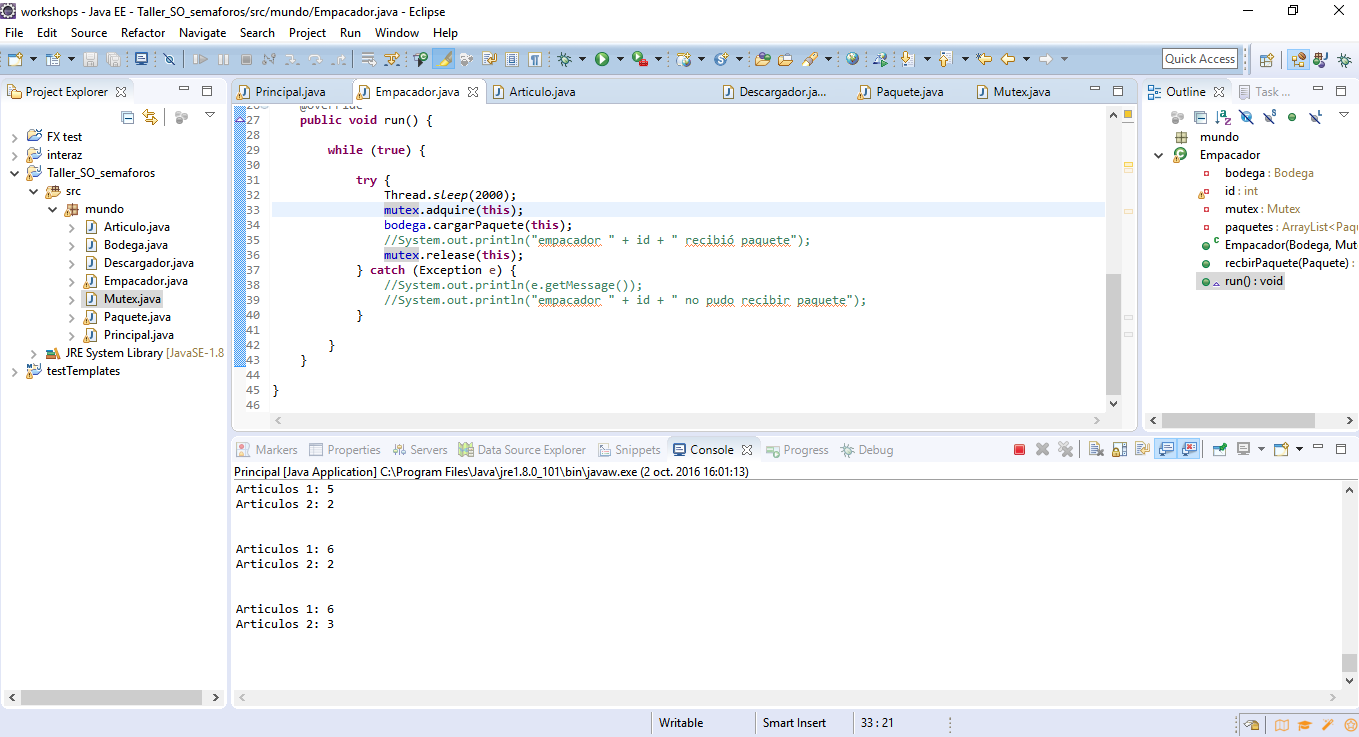 workshops - Java EE - Taller_SO_semaforos/src/mundo/Empacador.java - Eclipse
File Edit Source Refactor Navigate Search Project Run Window Help
Quick Access
Project Explorer
FX test
interaz
Taller_SO_semaforos
src
mundo
Articulo.java
Bodega.java
Descargador.java
Empacador.java
Mutex.java
Paquete.java
Principal.java
JRE System Library [JavaSE-1.8
testTemplates
Principal.java Empacador.java Articulo.java Descargador.ja... Paquete.java Mutex.java
26 @Override
27 public void run() {
28
29 while (true) {
30
31 try {
32 Thread.sleep(2000);
33 mutex.adquire(this);
34 bodega.cargarPaquete(this);
35 //System.out.println("empacador " + id + " recibió paquete");
36 mutex.release(this);
37 } catch (Exception e) {
38 //System.out.println(e.getMessage());
39 //System.out.println("empacador " + id + " no pudo recibir paquete");
40 }
41
42 }
43 }
44
45 }
46
Outline Task ...
mundo
Empacador
bodega : Bodega
id : int
mutex : Mutex
paquetes : ArrayList<Paq
Empacador(Bodega, Mut
recbirPaquete(Paquete) :
run() : void
Markers Properties Servers Data Source Explorer Snippets Console Progress Debug
Principal [Java Application] C:\Program Files\Java\jre1.8.0_101\bin\javaw.exe (2 oct. 2016 16:01:13)
Articulos 1: 5
Articulos 2: 2
Articulos 1: 6
Articulos 2: 2
Articulos 1: 6
Articulos 2: 3
Writable Smart Insert 33 : 21